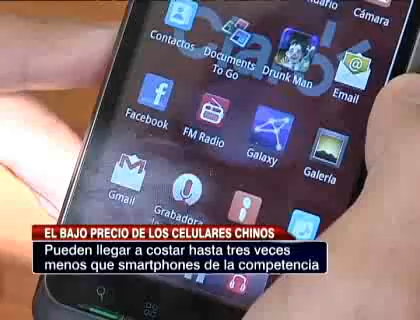 Cámara
Contactos
Documents
To Go
Drunk Man
Email
Claro
Facebook
FM Radio
Galaxy
Galería
Gmail
Grabadora
EL BAJO PRECIO DE LOS CELULARES CHINOS
Pueden llegar a costar hasta tres veces
menos que smartphones de la competencia